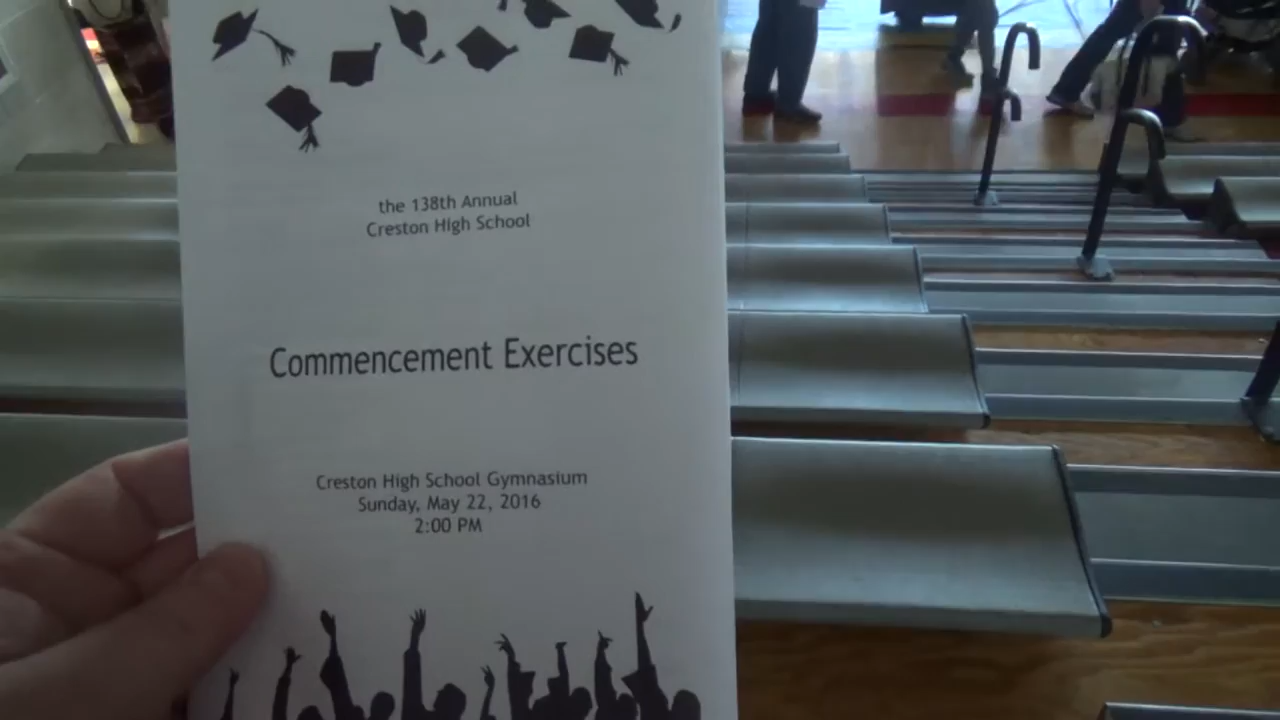 the 138th Annual
Creston High School
Commencement Exercises
Creston High School Gymnasium
Sunday, May 22, 2016
2:00 PM